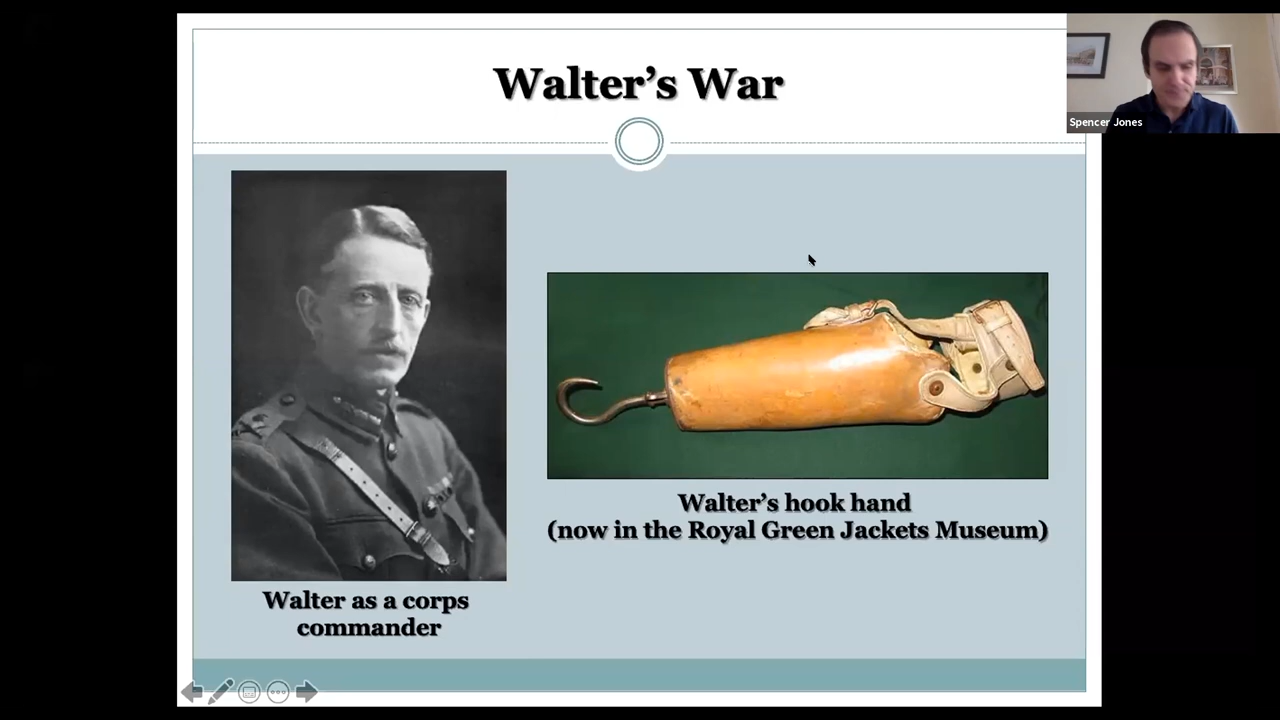 Walter’s War
Spencer Jones
Walter’s hook hand
(now in the Royal Green Jackets Museum)
Walter as a corps
commander